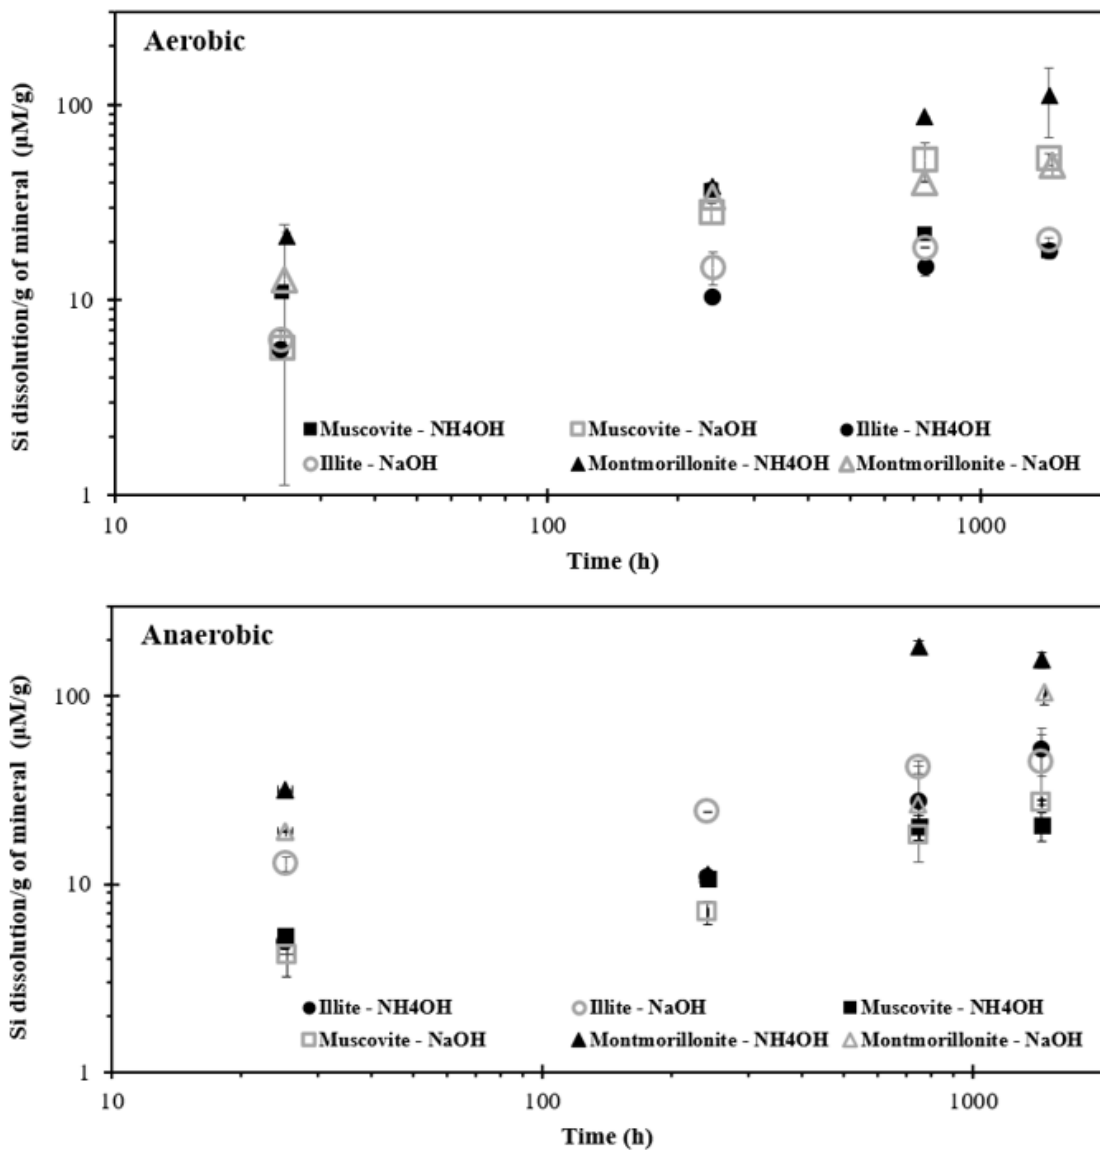 Aerobic
Si dissolution/g of mineral (µM/g)
100
10
1
Muscovite - NH4OH Muscovite - NaOH Illite - NH4OH
Illite - NaOH Montmorillonite - NH4OH Montmorillonite - NaOH
10 100 1000
Time (h)
Anaerobic
Si dissolution/g of mineral (µM/g)
100
10
1
Illite - NH4OH Illite - NaOH Muscovite - NH4OH
Muscovite - NaOH Montmorillonite - NH4OH Montmorillonite - NaOH
10 100 1000
Time (h)